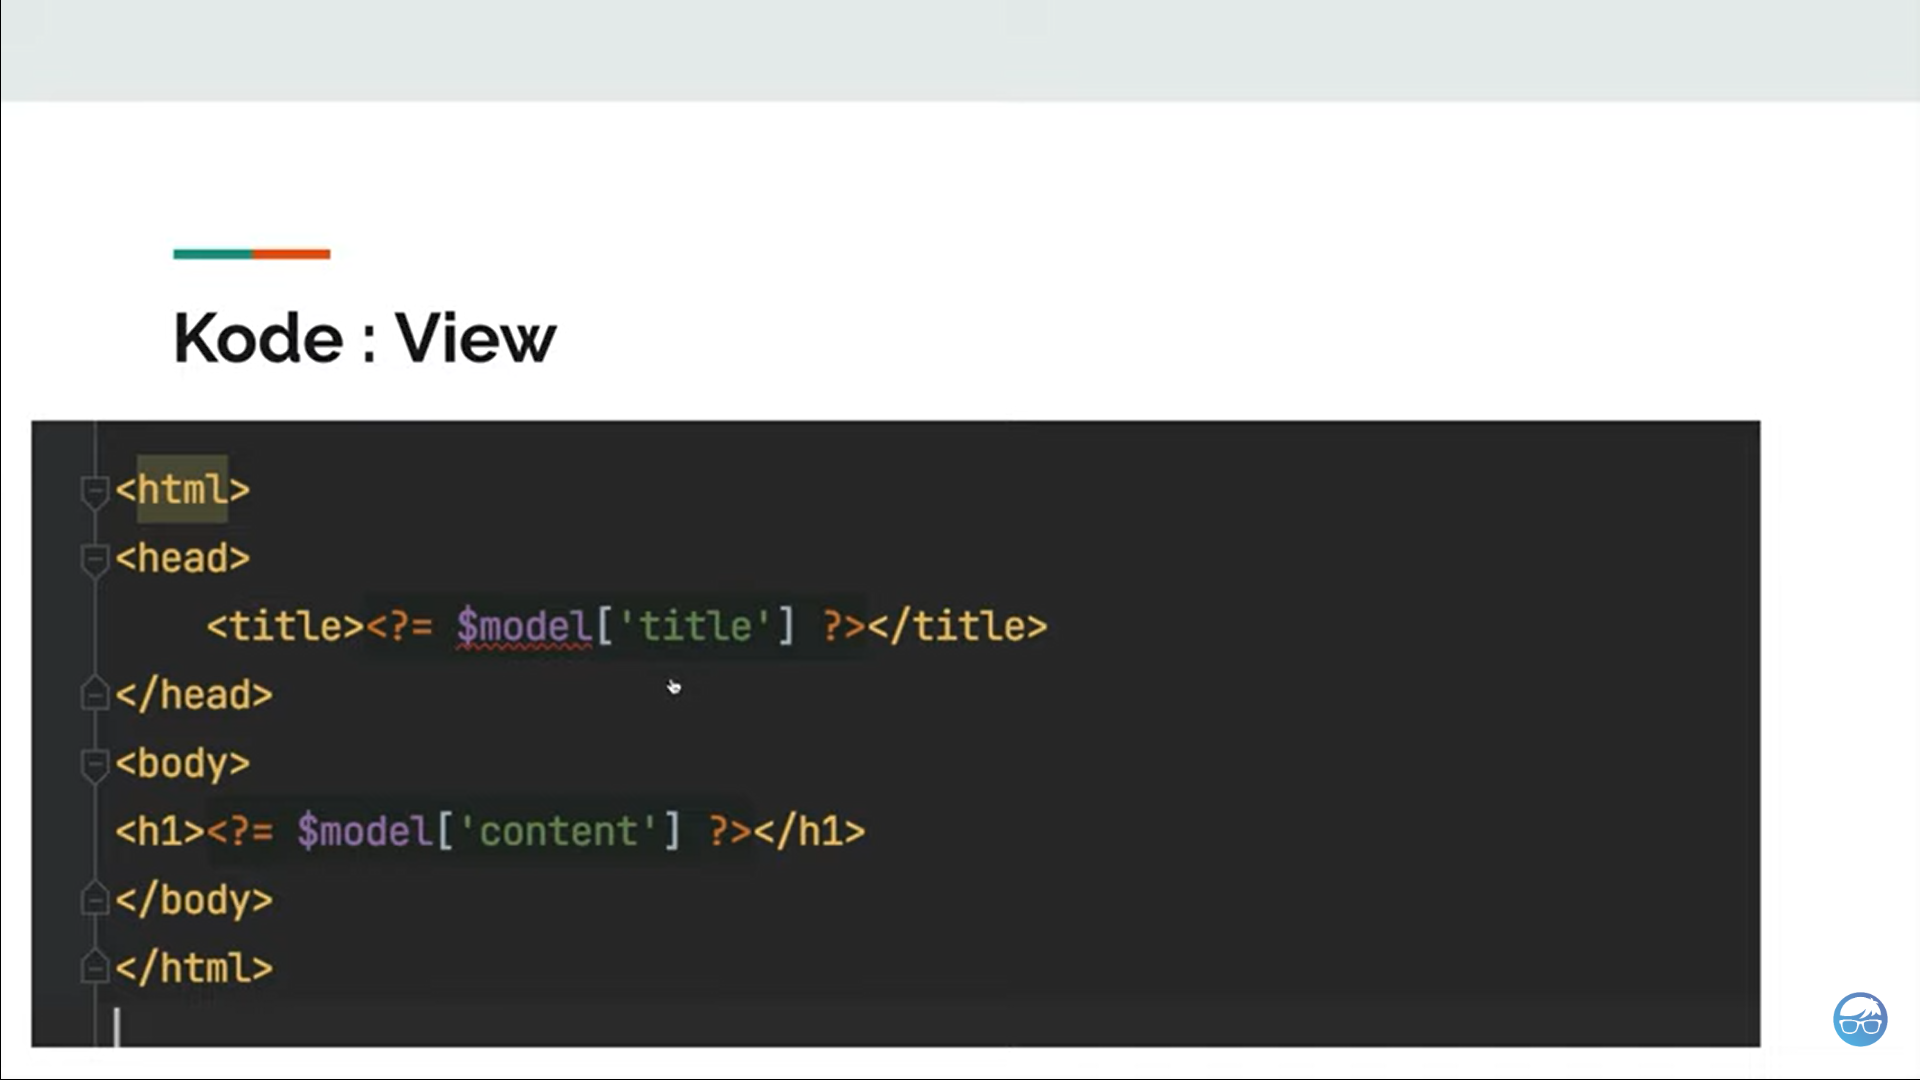 Kode : View
<html>
<head>
    <title><?= $model['title'] ?></title>
</head>
<body>
<h1><?= $model['content'] ?></h1>
</body>
</html>